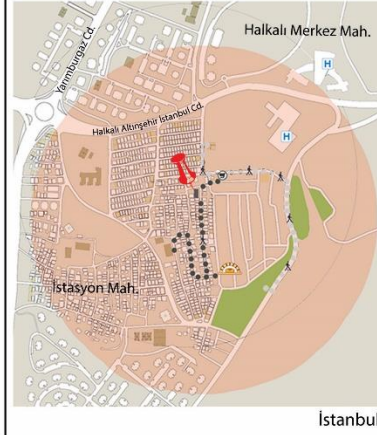 Halkalı Merkez Mah.
Yarımburgaz Cd.
H
Halkalı Altınşehir İstanbul Cd.
H
İstasyon Mah.
İstanbul